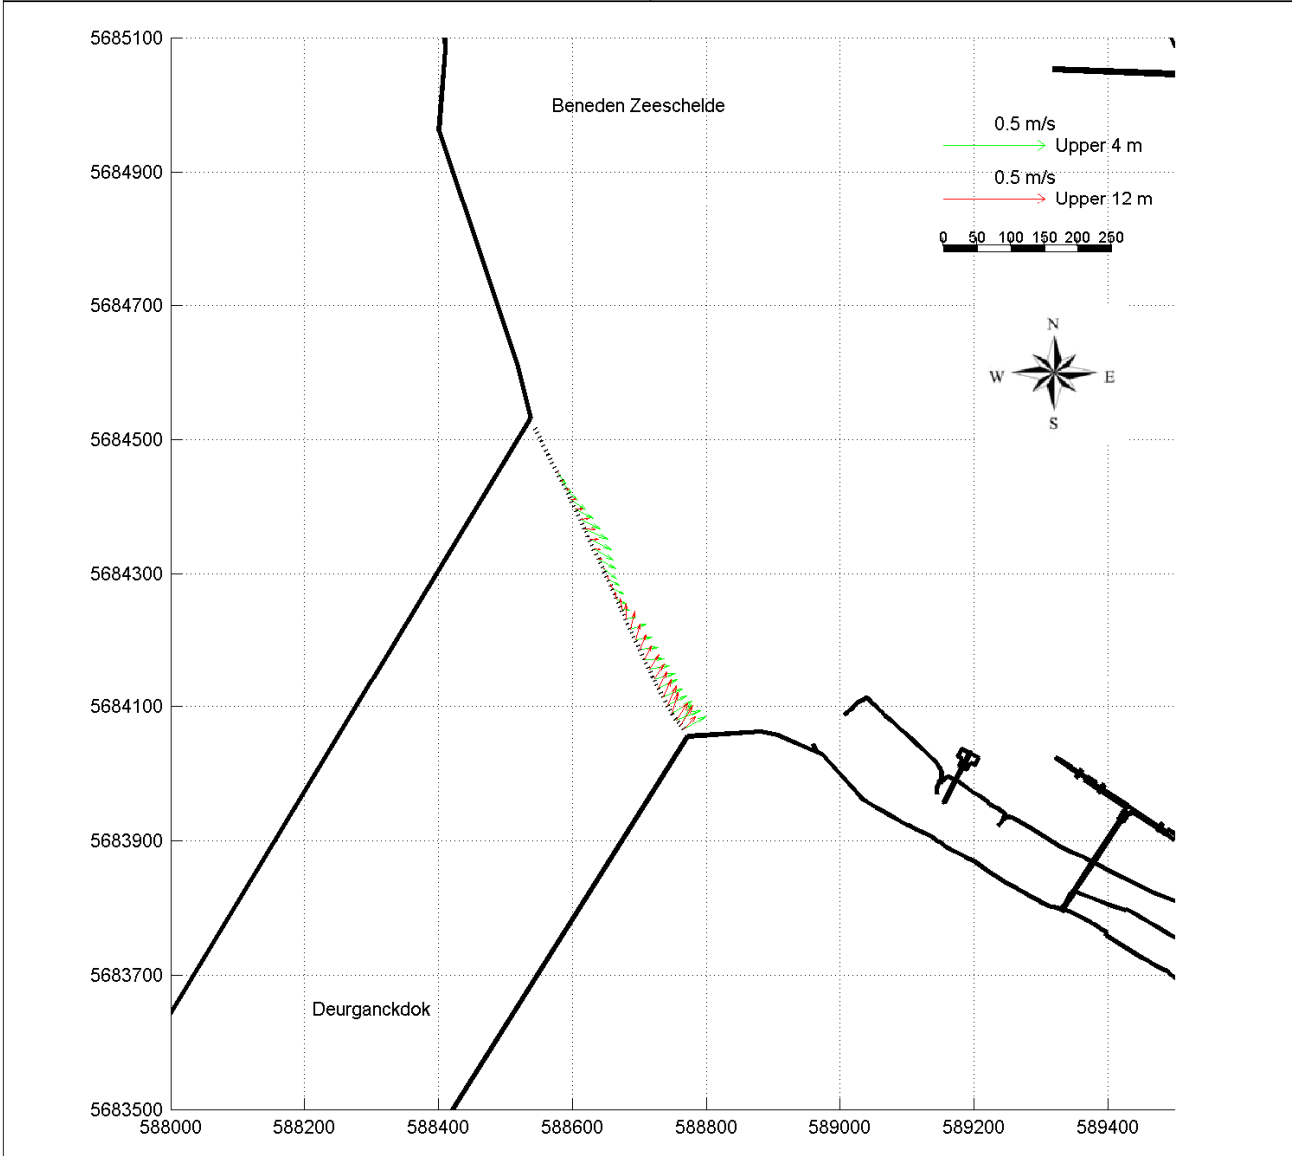 5685100
Beneden Zeeschelde
0.5 m/s
Upper 4 m
5684900
0.5 m/s
Upper 12 m
0 50 100 150 200 250
5684700
N
W E
S
5684500
5684300
5684100
5683900
5683700
Deurganckdok
5683500
588000 588200 588400 588600 588800 589000 589200 589400